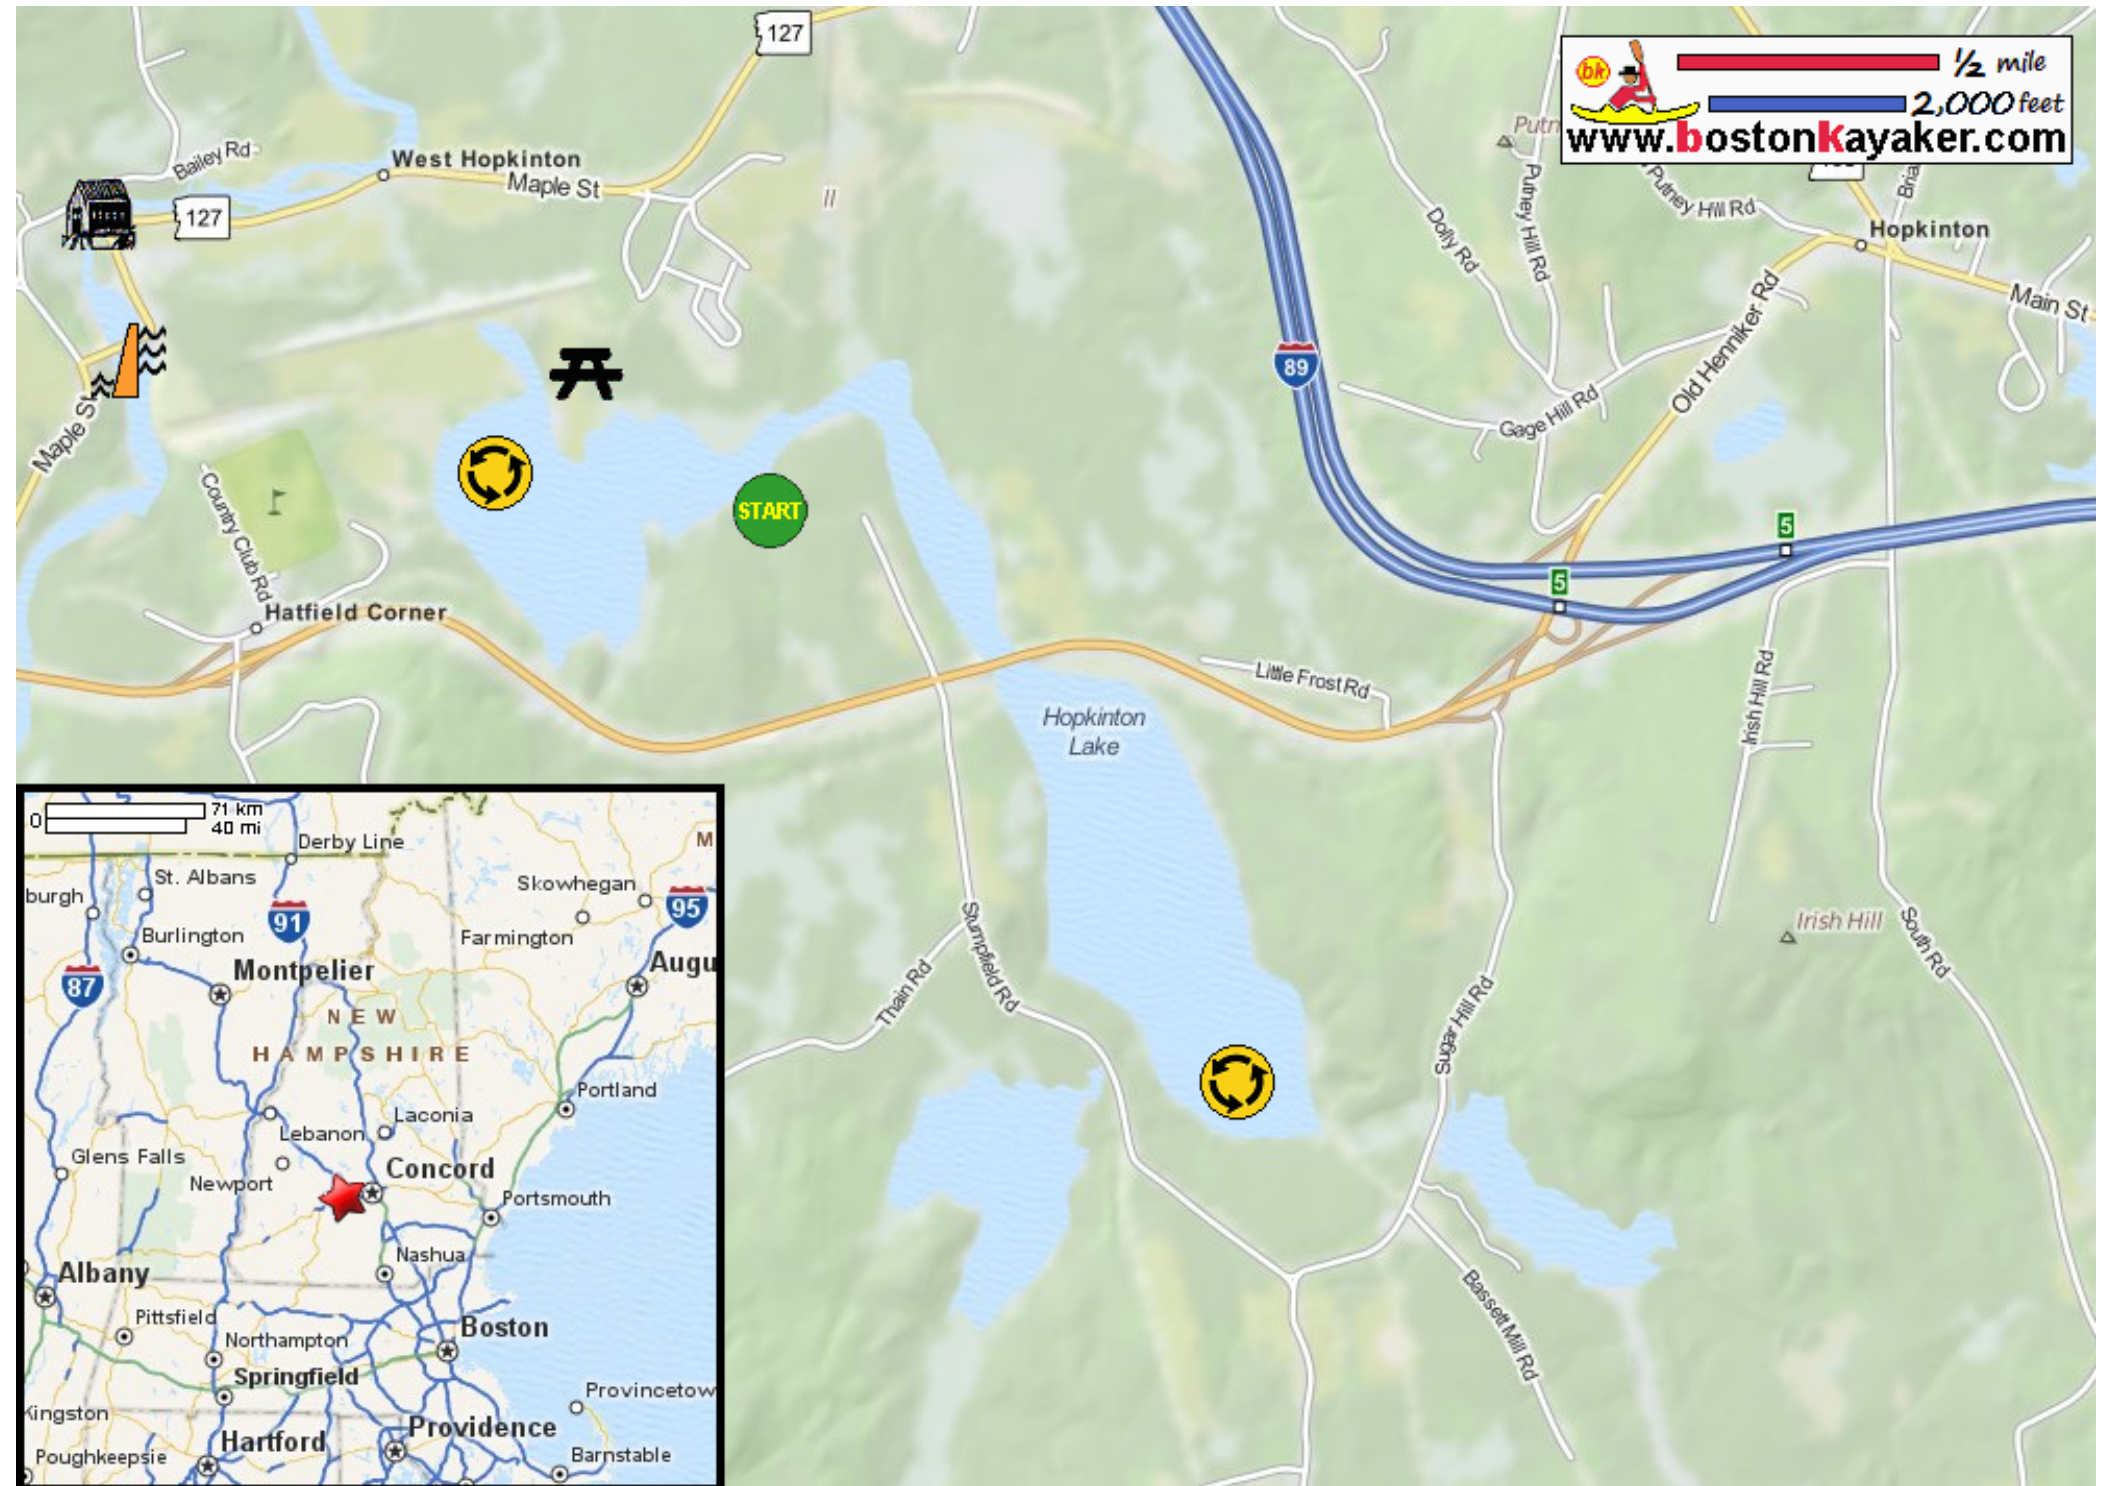 127
bk
½ mile
2,000 feet
www.bostonkayaker.com
Putn
Bailey Rd
West Hopkinton
Maple St
127
Putney Hill Rd
Putney Hill Rd
Bria
Dolly Rd
Hopkinton
Main St
89
Old Henniker Rd
Gage Hill Rd
Maple St
START
Country Club Rd
5
5
Hatfield Corner
Little Frost Rd
Irish Hill Rd
Hopkinton
Lake
Stumpfield Rd
Thain Rd
Sugar Hill Rd
Irish Hill
South Rd
Bassett Mill Rd
0
71 km
40 mi
Derby Line
M
St. Albans
Skowhegan
burgh
91
95
Burlington
Farmington
Montpelier
Augu
87
NEW
HAMPSHIRE
Portland
Laconia
Lebanon
Glens Falls
Concord
Newport
Portsmouth
Nashua
Albany
Pittsfield
Boston
Northampton
Springfield
Provincetow
Kingston
Providence
Hartford
Poughkeepsie
Barnstable